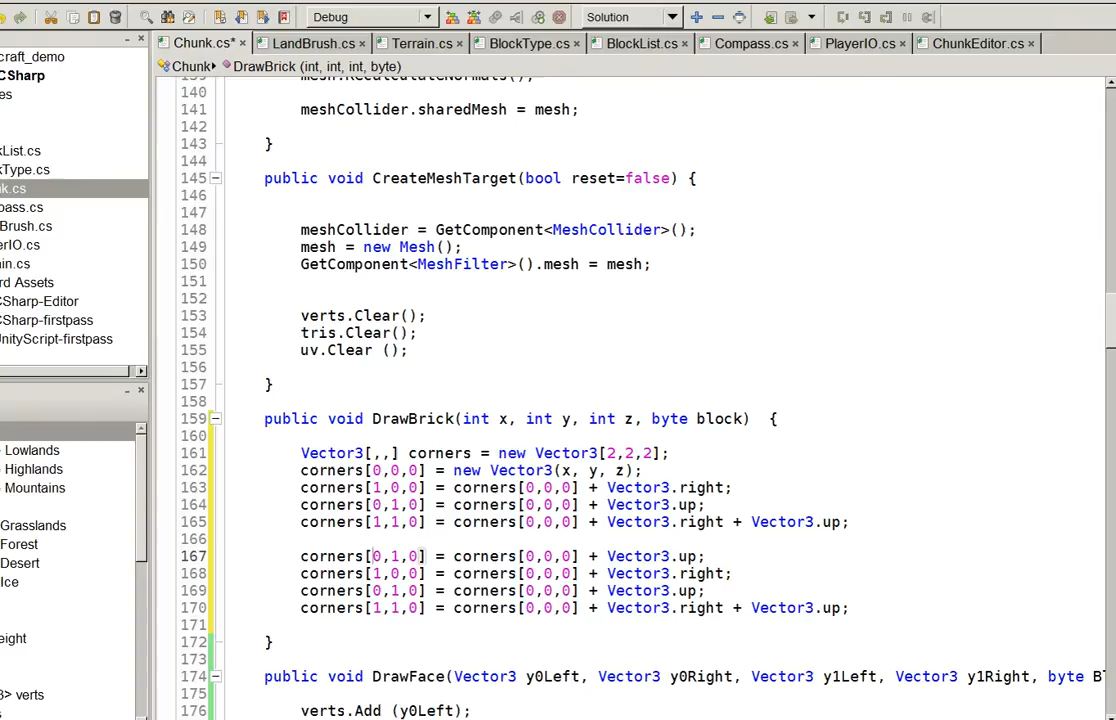 Debug
Solution
Chunk.cs* × LandBrush.cs × Terrain.cs × BlockType.cs × BlockList.cs × Compass.cs × PlayerIO.cs × ChunkEditor.cs ×
Chunk DrawBrick (int, int, int, byte)
craft_demo
CSharp
es
kList.cs
kType.cs
nk.cs
pass.cs
Brush.cs
erIO.cs
in.cs
rd Assets
CSharp-Editor
CSharp-firstpass
UnityScript-firstpass
Lowlands
Highlands
Mountains
Grasslands
Forest
Desert
Ice
eight
3> verts
139 mesh.RecalculateNormals();
140
141 meshCollider.sharedMesh = mesh;
142
143 }
144
145 public void CreateMeshTarget(bool reset=false) {
146
147
148 meshCollider = GetComponent<MeshCollider>();
149 mesh = new Mesh();
150 GetComponent<MeshFilter>().mesh = mesh;
151
152
153 verts.Clear();
154 tris.Clear();
155 uv.Clear ();
156
157 }
158
159 public void DrawBrick(int x, int y, int z, byte block)  {
160
161 Vector3[,,] corners = new Vector3[2,2,2];
162 corners[0,0,0] = new Vector3(x, y, z);
163 corners[1,0,0] = corners[0,0,0] + Vector3.right;
164 corners[0,1,0] = corners[0,0,0] + Vector3.up;
165 corners[1,1,0] = corners[0,0,0] + Vector3.right + Vector3.up;
166
167 corners[0,1,0] = corners[0,0,0] + Vector3.up;
168 corners[1,0,0] = corners[0,0,0] + Vector3.right;
169 corners[0,1,0] = corners[0,0,0] + Vector3.up;
170 corners[1,1,0] = corners[0,0,0] + Vector3.right + Vector3.up;
171
172 }
173
174 public void DrawFace(Vector3 y0Left, Vector3 y0Right, Vector3 y1Left, Vector3 y1Right, byte Bl
175
176 verts.Add (y0Left);